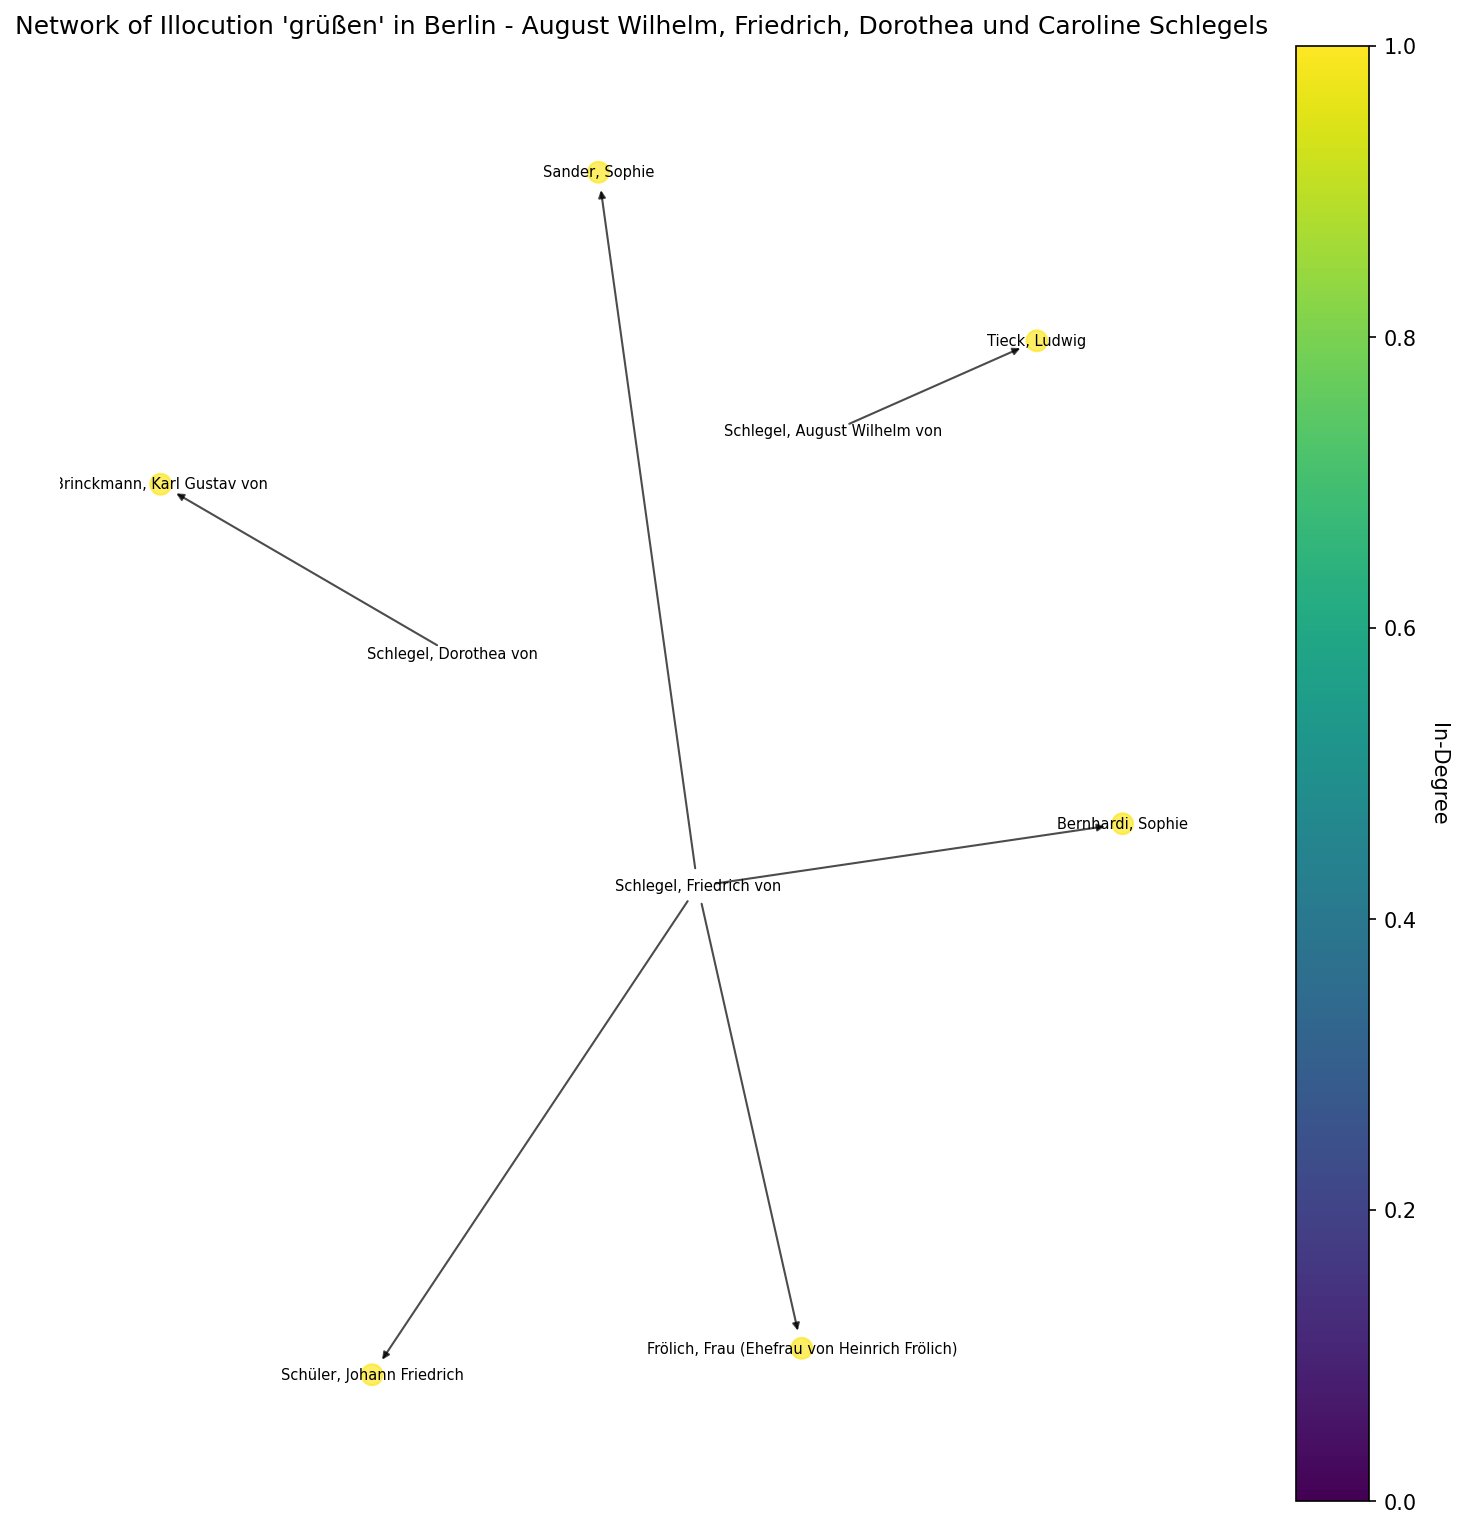 Network of Illocution 'grüßen' in Berlin - August Wilhelm, Friedrich, Dorothea und Caroline Schlegels
1.0
Sander, Sophie
Tieck, Ludwig
0.8
Schlegel, August Wilhelm von
rinckmann, Karl Gustav von
0.6
Schlegel, Dorothea von
In-Degree
Bernhardi, Sophie
Schlegel, Friedrich von
0.4
0.2
Frölich, Frau (Ehefrau von Heinrich Frölich)
Schüler, Johann Friedrich
0.0